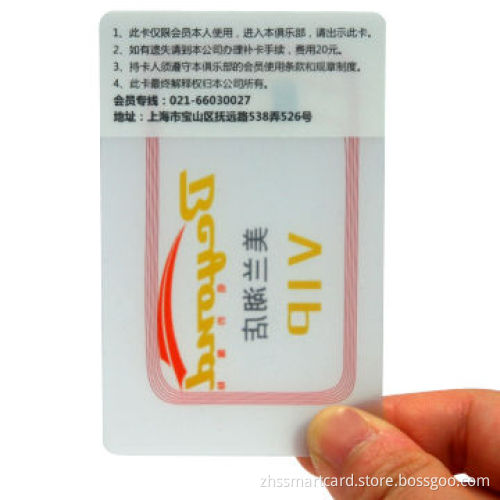 1、此卡仅限会员本人使用，进入本俱乐部，请出示此卡。
2、如有遗失请到本公司办理补卡手续，费用20元。
3、持卡人须遵守本俱乐部的会员使用条款和规章制度。
4、此卡最终解释权归本公司所有。
会员专线：021-66030027
地址：上海市宝山区抚远路538弄526号
VIP
zhssmartcard.store.bossgoo.com